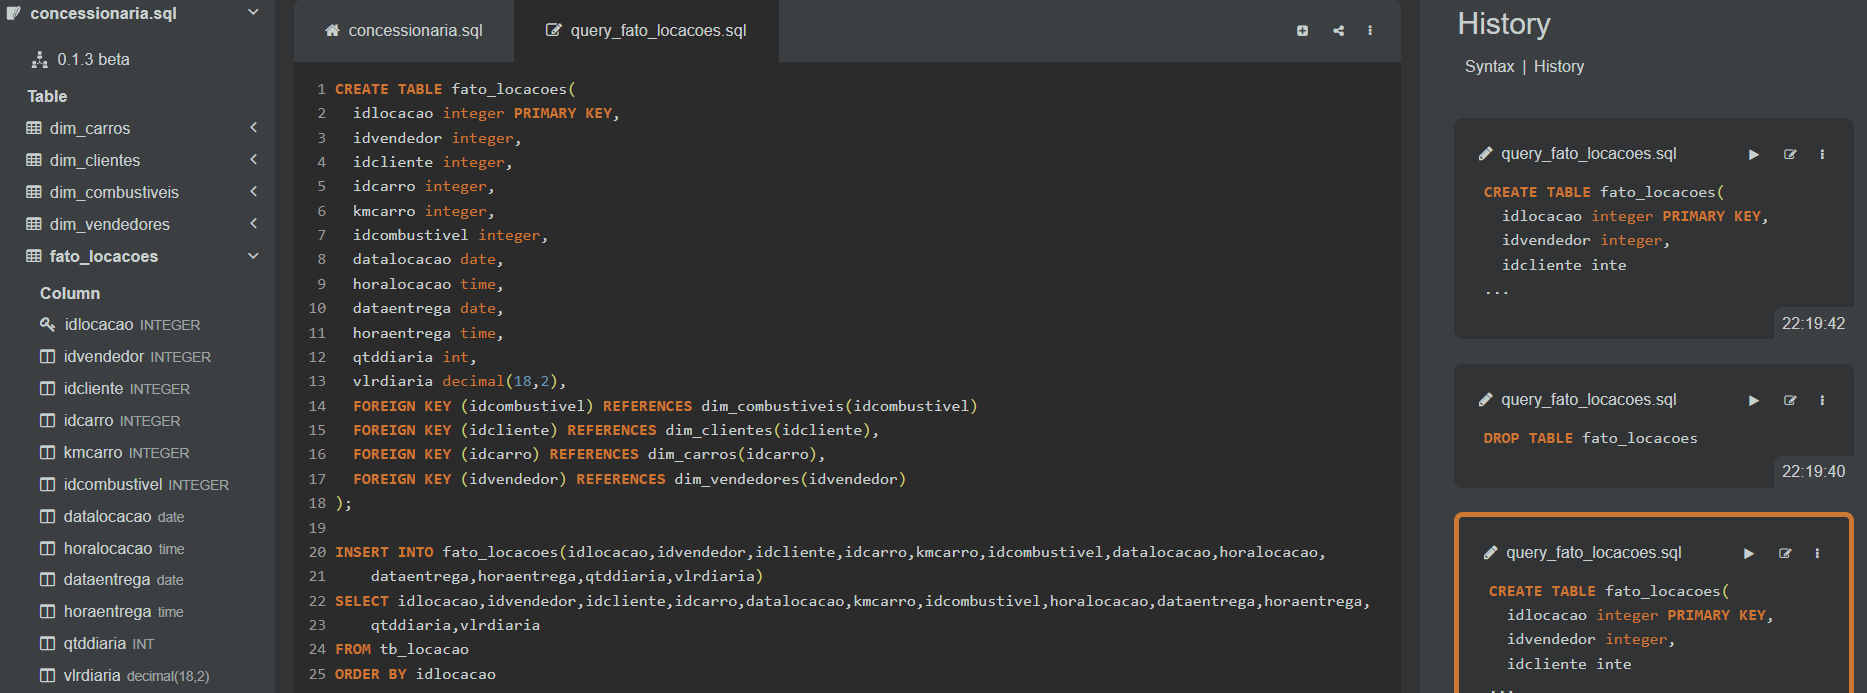 concessionaria.sql
0.1.3 beta
Table
dim_carros
dim_clientes
dim_combustiveis
dim_vendedores
fato_locacoes
Column
idlocacao INTEGER
idvendedor INTEGER
idcliente INTEGER
idcarro INTEGER
kmcarro INTEGER
idcombustivel INTEGER
datalocacao date
horalocacao time
dataentrega date
horaentrega time
qtddiaria INT
vlrdiaria decimal(18,2)
concessionaria.sql
query_fato_locacoes.sql
1 CREATE TABLE fato_locacoes(
2 idlocacao integer PRIMARY KEY,
3 idvendedor integer,
4 idcliente integer,
5 idcarro integer,
6 kmcarro integer,
7 idcombustivel integer,
8 datalocacao date,
9 horalocacao time,
10 dataentrega date,
11 horaentrega time,
12 qtddiaria int,
13 vlrdiaria decimal(18,2),
14 FOREIGN KEY (idcombustivel) REFERENCES dim_combustiveis(idcombustivel)
15 FOREIGN KEY (idcliente) REFERENCES dim_clientes(idcliente),
16 FOREIGN KEY (idcarro) REFERENCES dim_carros(idcarro),
17 FOREIGN KEY (idvendedor) REFERENCES dim_vendedores(idvendedor)
18 );
19
20 INSERT INTO fato_locacoes(idlocacao,idvendedor,idcliente,idcarro,kmcarro,idcombustivel,datalocacao,horalocacao,
21 dataentrega,horaentrega,qtddiaria,vlrdiaria)
22 SELECT idlocacao,idvendedor,idcliente,idcarro,datalocacao,kmcarro,idcombustivel,horalocacao,dataentrega,horaentrega,
23 qtddiaria,vlrdiaria
24 FROM tb_locacao
25 ORDER BY idlocacao
History
Syntax | History
query_fato_locacoes.sql
CREATE TABLE fato_locacoes(
idlocacao integer PRIMARY KEY,
idvendedor integer,
idcliente inte
...
22:19:42
query_fato_locacoes.sql
DROP TABLE fato_locacoes
22:19:40
query_fato_locacoes.sql
CREATE TABLE fato_locacoes(
idlocacao integer PRIMARY KEY,
idvendedor integer,
idcliente inte
...